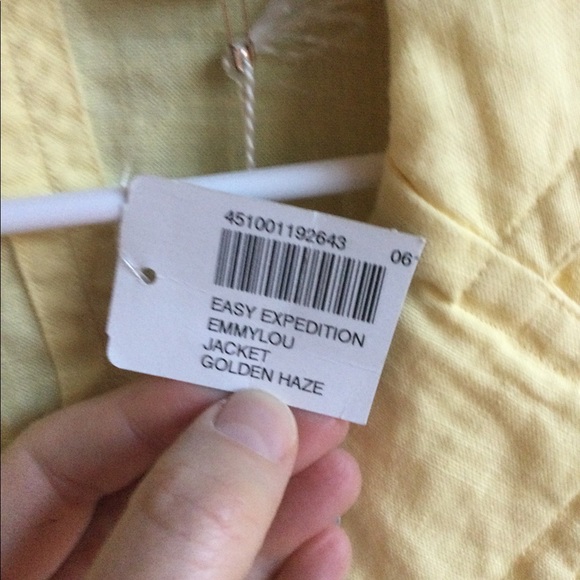 451001192643
06
EASY EXPEDITION
EMMYLOU
JACKET
GOLDEN HAZE